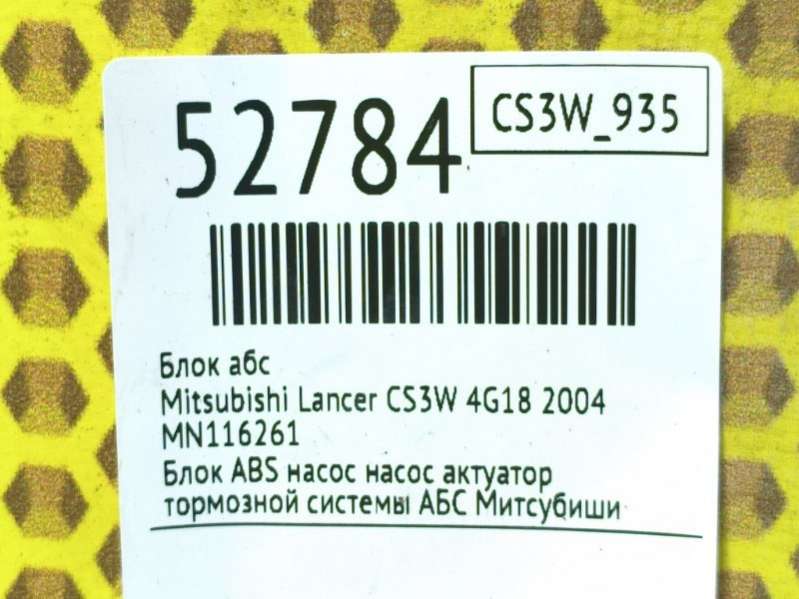 52784
CS3W_935
Блок абс
Mitsubishi Lancer CS3W 4G18 2004
MN116261
Блок ABS насос насос актуатор
тормозной системы АБС Митсубиши